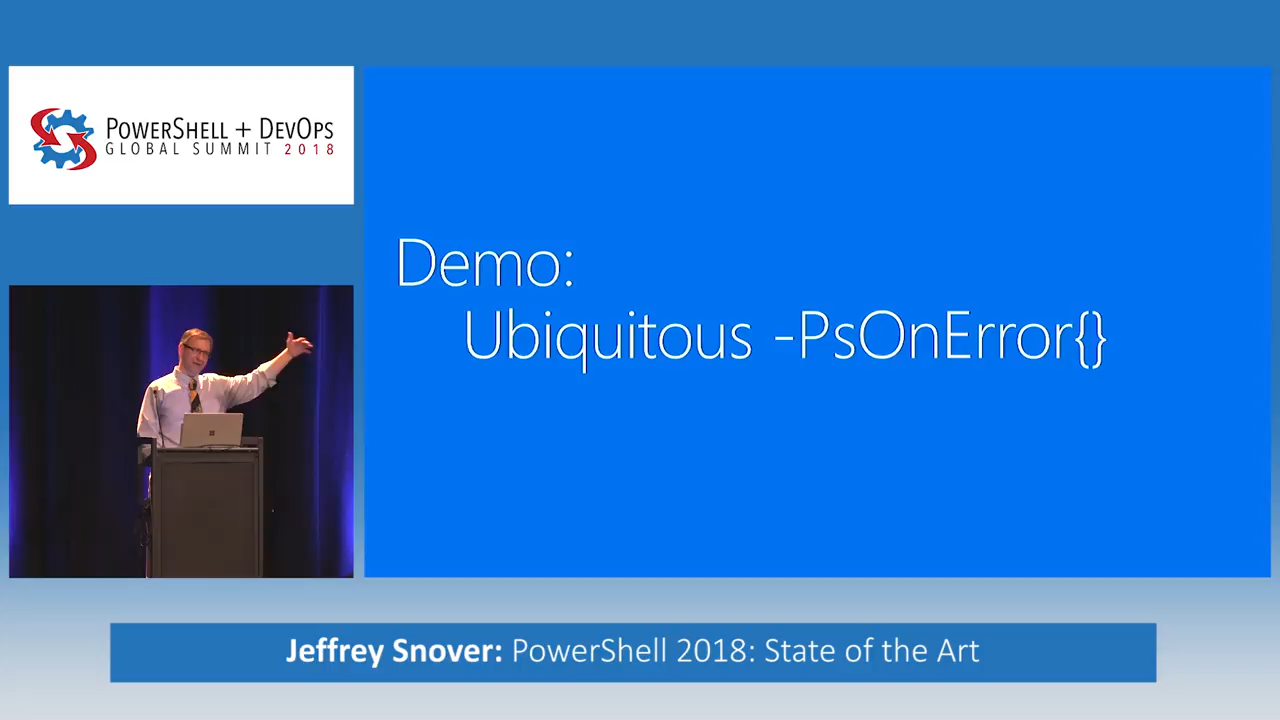 POWERSHELL + DEVOPS
GLOBAL SUMMIT 2018
Demo:
Ubiquitous -PsOnError{}
Jeffrey Snover: PowerShell 2018: State of the Art